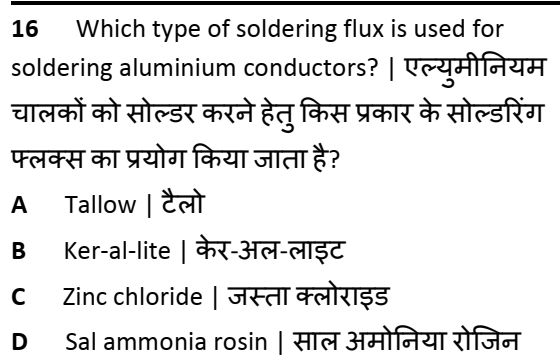 16 Which type of soldering flux is used for
soldering aluminium conductors? | एल्युमीनियम
चालकों को सोल्डर करने हेतु किस प्रकार के सोल्डरिंग
फ्लक्स का प्रयोग किया जाता है?
A Tallow | टैलो
B Ker-al-lite | केर-अल-लाइट
C Zinc chloride | जस्ता क्लोराइड
D Sal ammonia rosin | साल अमोनिया रोजिन